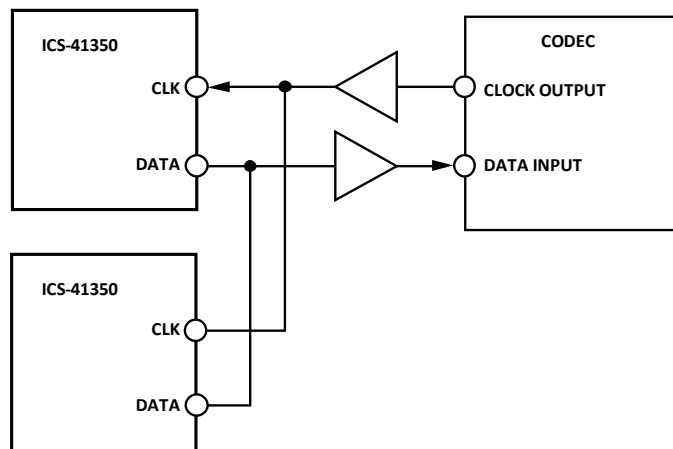 ICS-41350
CLK
DATA
CODEC
CLOCK OUTPUT
DATA INPUT
ICS-41350
CLK
DATA